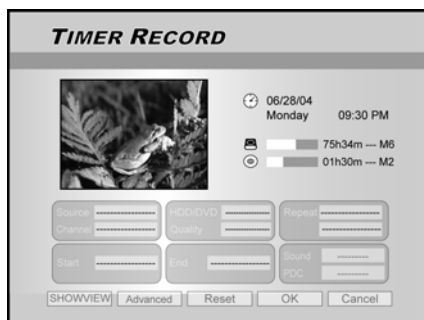 TIMER RECORD
06/28/04
Monday 09:30 PM
75h34m --- M6
01h30m --- M2
Source --------------
HDD/DVD ------------
Repeat --------------
Channel --------------
Quality ------------
--------------
Start --------------
End --------------
Sound ----------
PDC ----------
SHOWVIEW Advanced Reset OK Cancel